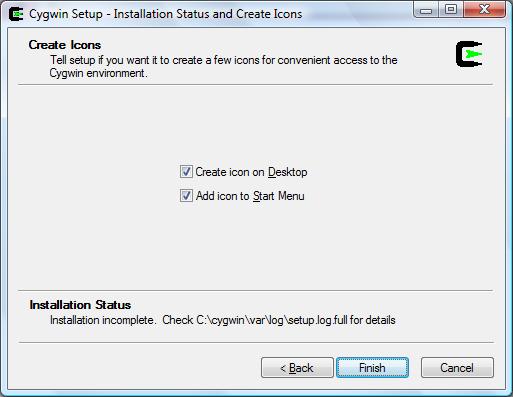 Cygwin Setup - Installation Status and Create Icons
Create Icons
Tell setup if you want it to create a few icons for convenient access to the
Cygwin environment.
Create icon on Desktop
Add icon to Start Menu
Installation Status
Installation incomplete. Check C:\cygwin\var\log\setup.log.full for details
< Back Finish Cancel